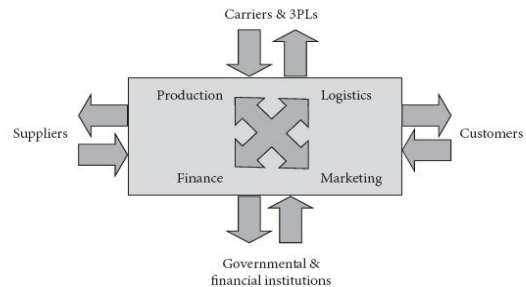 Carriers & 3PLs
Production
Logistics
Suppliers
Customers
Finance
Marketing
Governmental &
financial institutions